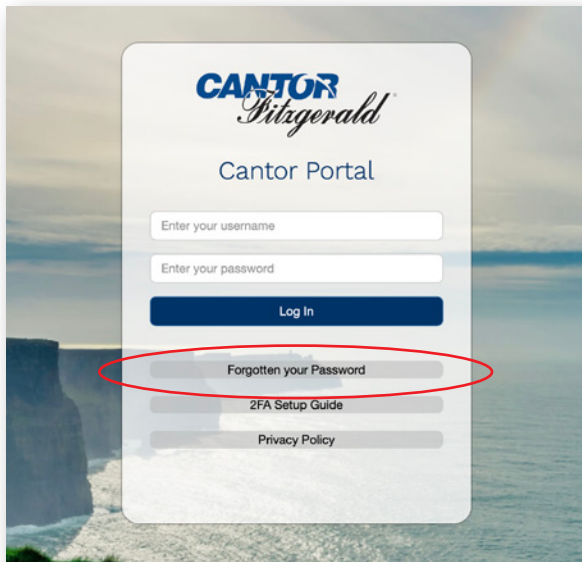 CANTOR
Fitzgerald
Cantor Portal
Enter your username
Enter your password
Log In
Forgotten your Password
2FA Setup Guide
Privacy Policy